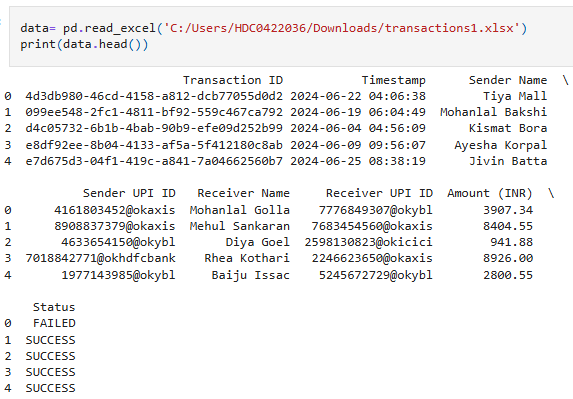 data= pd.read_excel('C:/Users/HDC0422036/Downloads/transactions1.xlsx')
print(data.head())
Transaction ID Timestamp Sender Name \
0 4d3db980-46cd-4158-a812-dcb77055d0d2 2024-06-22 04:06:38 Tiya Mall
1 099ee548-2fc1-4811-bf92-559c467ca792 2024-06-19 06:04:49 Mohanlal Bakshi
2 d4c05732-6b1b-4bab-90b9-efe09d252b99 2024-06-04 04:56:09 Kismat Bora
3 e8df92ee-8b04-4133-af5a-5f412180c8ab 2024-06-09 09:56:07 Ayesha Korpal
4 e7d675d3-04f1-419c-a841-7a04662560b7 2024-06-25 08:38:19 Jivin Batta
Sender UPI ID Receiver Name Receiver UPI ID Amount (INR) \
0 4161803452@okaxis Mohanlal Golla 7776849307@okybl 3907.34
1 8908837379@okaxis Mehul Sankaran 7683454560@okaxis 8404.55
2 4633654150@okybl Diya Goel 2598130823@okicici 941.88
3 7018842771@okhdfcbank Rhea Kothari 2246623650@okaxis 8926.00
4 1977143985@okybl Baiju Issac 5245672729@okybl 2800.55
Status
0 FAILED
1 SUCCESS
2 SUCCESS
3 SUCCESS
4 SUCCESS